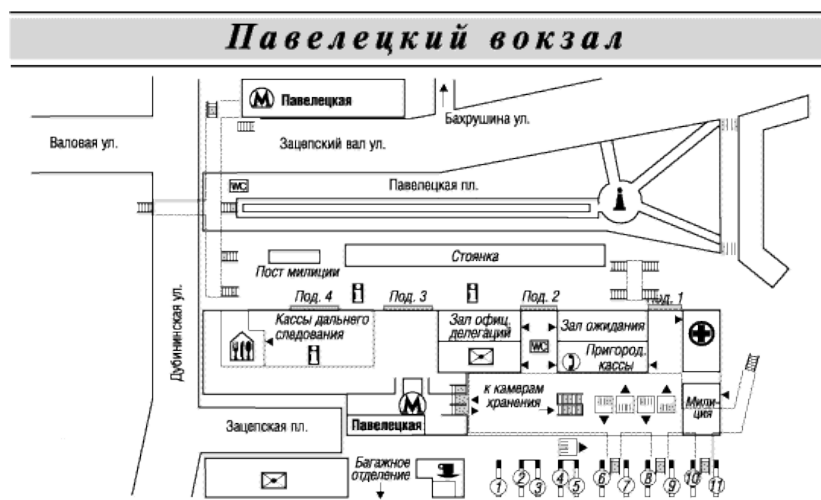 Павелецкий вокзал
М Павелецкая
Бахрушина ул.
Валовая ул.
Зацепский вал ул.
WC
Павелецкая пл.
Стоянка
Пост милиции
Дубининская ул.
Под. 4
Под. 3
Под. 2
Под. 1
Кассы дальнего
следования
Зал офиц.
делегаций
Зал ожидания
WC
Пригород.
кассы
к камерам
хранения
Мили-
ция
М
Павелецкая
Зацепская пл.
Багажное
отделение
1 2 3 4 5 6 7 8 9 10 11